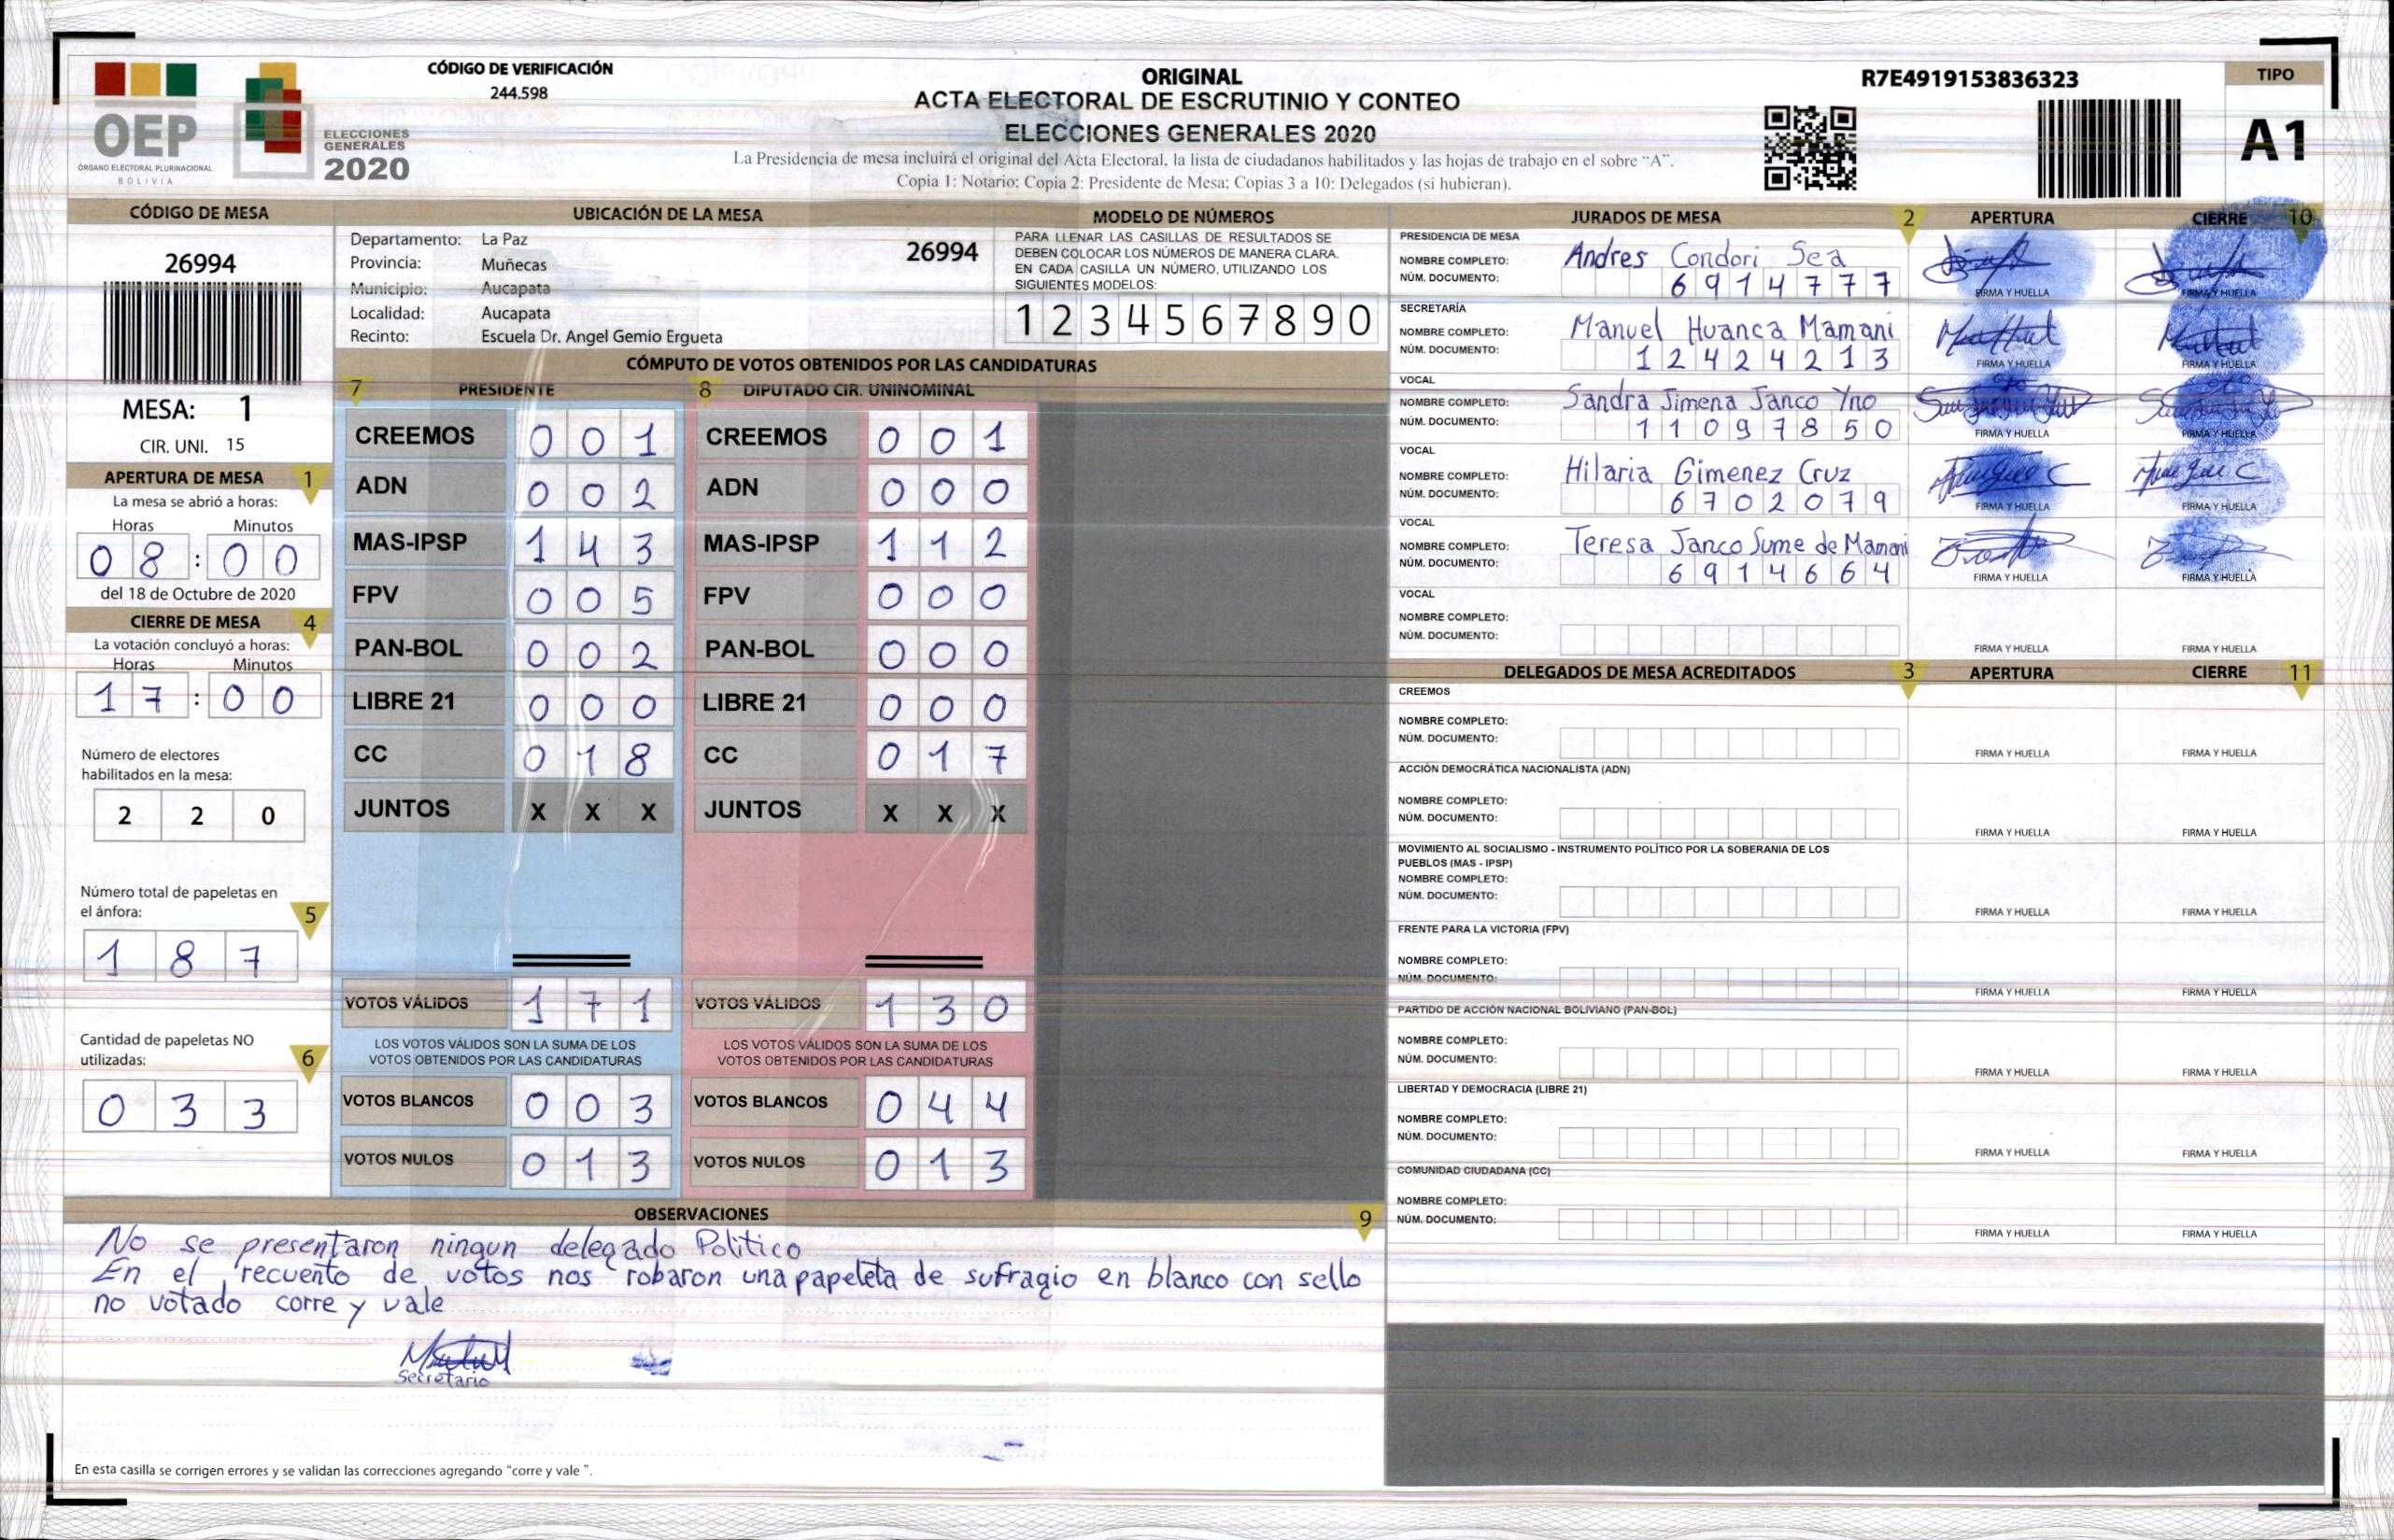 OEP
ÓRGANO ELECTORAL PLURINACIONAL
BOLIVIA
ELECCIONES
GENERALES
2020
CÓDIGO DE VERIFICACIÓN
244.598
ORIGINAL
ACTA ELECTORAL DE ESCRUTINIO Y CONTEO
ELECCIONES GENERALES 2020
La Presidencia de mesa incluirá el original del Acta Electoral, la lista de ciudadanos habilitados y las hojas de trabajo en el sobre "A".
Copia 1: Notario; Copia 2: Presidente de Mesa; Copias 3 a 10: Delegados (si hubieran).
R7E4919153836323
TIPO
A1
CÓDIGO DE MESA
26994
MESA: 1
CIR. UNI. 15
APERTURA DE MESA 1
La mesa se abrió a horas:
Horas Minutos
08:00
del 18 de Octubre de 2020
CIERRE DE MESA 4
La votación concluyó a horas:
Horas Minutos
17:00
Número de electores
habilitados en la mesa:
2 2 0
Número total de papeletas en
el ánfora: 5
1 8 7
Cantidad de papeletas NO
utilizadas: 6
0 3 3
UBICACIÓN DE LA MESA
Departamento: La Paz 26994
Provincia: Muñecas
Municipio: Aucapata
Localidad: Aucapata
Recinto: Escuela Dr. Angel Gemio Ergueta
MODELO DE NÚMEROS
PARA LLENAR LAS CASILLAS DE RESULTADOS SE
DEBEN COLOCAR LOS NÚMEROS DE MANERA CLARA.
EN CADA CASILLA UN NÚMERO, UTILIZANDO LOS
SIGUIENTES MODELOS:
1 2 3 4 5 6 7 8 9 0
CÓMPUTO DE VOTOS OBTENIDOS POR LAS CANDIDATURAS
7 PRESIDENTE 8 DIPUTADO CIR. UNINOMINAL
CREEMOS 0 0 1 CREEMOS 0 0 1
ADN 0 0 2 ADN 0 0 0
MAS-IPSP 1 4 3 MAS-IPSP 1 1 2
FPV 0 0 5 FPV 0 0 0
PAN-BOL 0 0 2 PAN-BOL 0 0 0
LIBRE 21 0 0 0 LIBRE 21 0 0 0
CC 0 1 8 CC 0 1 7
JUNTOS X X X JUNTOS X X X
VOTOS VÁLIDOS 1 7 1 VOTOS VÁLIDOS 1 3 0
LOS VOTOS VÁLIDOS SON LA SUMA DE LOS LOS VOTOS VÁLIDOS SON LA SUMA DE LOS
VOTOS OBTENIDOS POR LAS CANDIDATURAS VOTOS OBTENIDOS POR LAS CANDIDATURAS
VOTOS BLANCOS 0 0 3 VOTOS BLANCOS 0 4 4
VOTOS NULOS 0 1 3 VOTOS NULOS 0 1 3
OBSERVACIONES 9
No se presentaron ningun delegado Politico
En el recuento de votos nos robaron una papeleta de sufragio en blanco con sello
no votado corre y vale
Secretario
En esta casilla se corrigen errores y se validan las correcciones agregando "corre y vale ".
JURADOS DE MESA 2 APERTURA CIERRE 10
PRESIDENCIA DE MESA
NOMBRE COMPLETO: Andres Condori Sea
NÚM. DOCUMENTO: 6914777 FIRMA Y HUELLA FIRMA Y HUELLA
SECRETARÍA
NOMBRE COMPLETO: Manuel Huanca Mamani
NÚM. DOCUMENTO: 12424213 FIRMA Y HUELLA FIRMA Y HUELLA
VOCAL
NOMBRE COMPLETO: Sandra Jimena Janco Yno
NÚM. DOCUMENTO: 11097850 FIRMA Y HUELLA FIRMA Y HUELLA
VOCAL
NOMBRE COMPLETO: Hilaria Gimenez Cruz
NÚM. DOCUMENTO: 6702079 FIRMA Y HUELLA FIRMA Y HUELLA
VOCAL
NOMBRE COMPLETO: Teresa Janco Sume de Mamani
NÚM. DOCUMENTO: 6914664 FIRMA Y HUELLA FIRMA Y HUELLA
VOCAL
NOMBRE COMPLETO:
NÚM. DOCUMENTO: FIRMA Y HUELLA FIRMA Y HUELLA
DELEGADOS DE MESA ACREDITADOS 3 APERTURA CIERRE 11
CREEMOS
NOMBRE COMPLETO:
NÚM. DOCUMENTO: FIRMA Y HUELLA FIRMA Y HUELLA
ACCIÓN DEMOCRÁTICA NACIONALISTA (ADN)
NOMBRE COMPLETO:
NÚM. DOCUMENTO: FIRMA Y HUELLA FIRMA Y HUELLA
MOVIMIENTO AL SOCIALISMO - INSTRUMENTO POLÍTICO POR LA SOBERANIA DE LOS
PUEBLOS (MAS - IPSP)
NOMBRE COMPLETO:
NÚM. DOCUMENTO: FIRMA Y HUELLA FIRMA Y HUELLA
FRENTE PARA LA VICTORIA (FPV)
NOMBRE COMPLETO:
NÚM. DOCUMENTO: FIRMA Y HUELLA FIRMA Y HUELLA
PARTIDO DE ACCIÓN NACIONAL BOLIVIANO (PAN-BOL)
NOMBRE COMPLETO:
NÚM. DOCUMENTO: FIRMA Y HUELLA FIRMA Y HUELLA
LIBERTAD Y DEMOCRACIA (LIBRE 21)
NOMBRE COMPLETO:
NÚM. DOCUMENTO: FIRMA Y HUELLA FIRMA Y HUELLA
COMUNIDAD CIUDADANA (CC)
NOMBRE COMPLETO:
NÚM. DOCUMENTO: FIRMA Y HUELLA FIRMA Y HUELLA